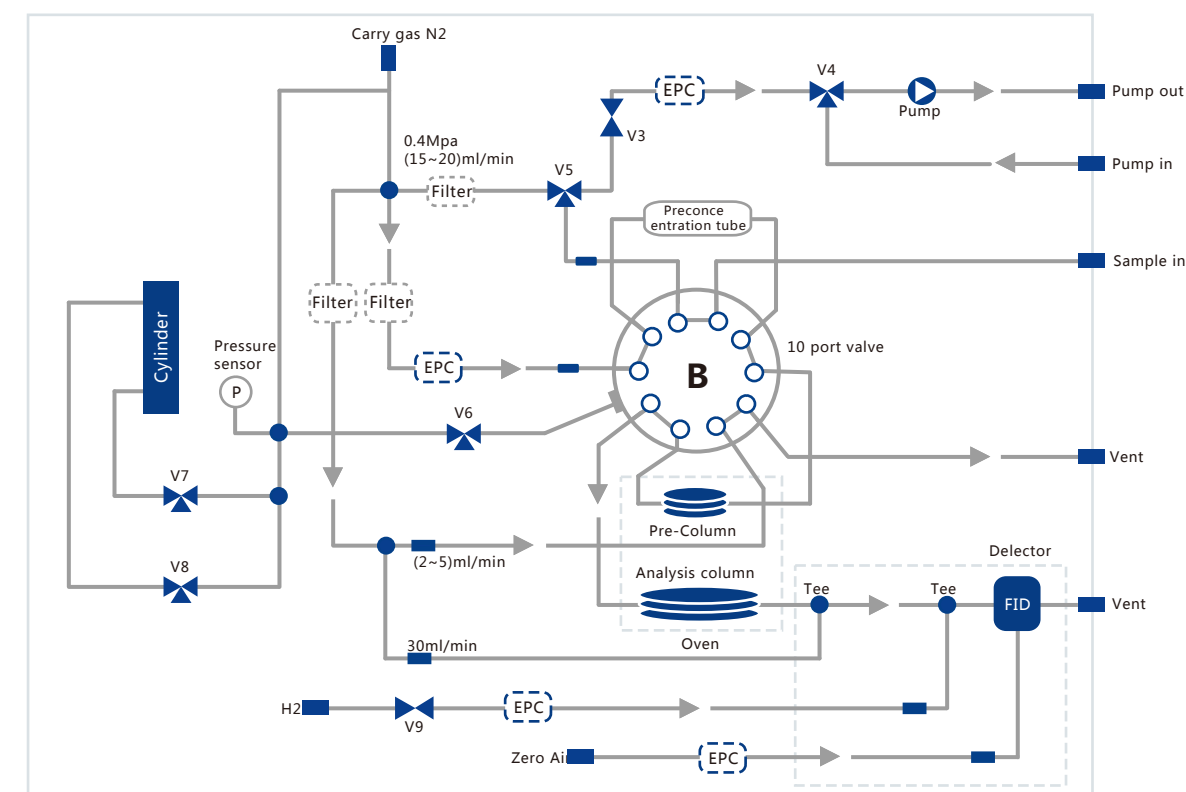 Carry gas N2
V4
EPC
Pump out
Pump
V3
0.4Mpa
(15~20)ml/min
Pump in
V5
Filter
Preconce
entration tube
Sample in
Filter
Filter
Cylinder
Pressure
sensor
10 port valve
EPC
B
P
V6
Vent
V7
Pre-Column
Delector
V8
(2~5)ml/min
Analysis column
Tee
Tee
FID
Vent
30ml/min
Oven
H2
EPC
V9
Zero Ai
EPC